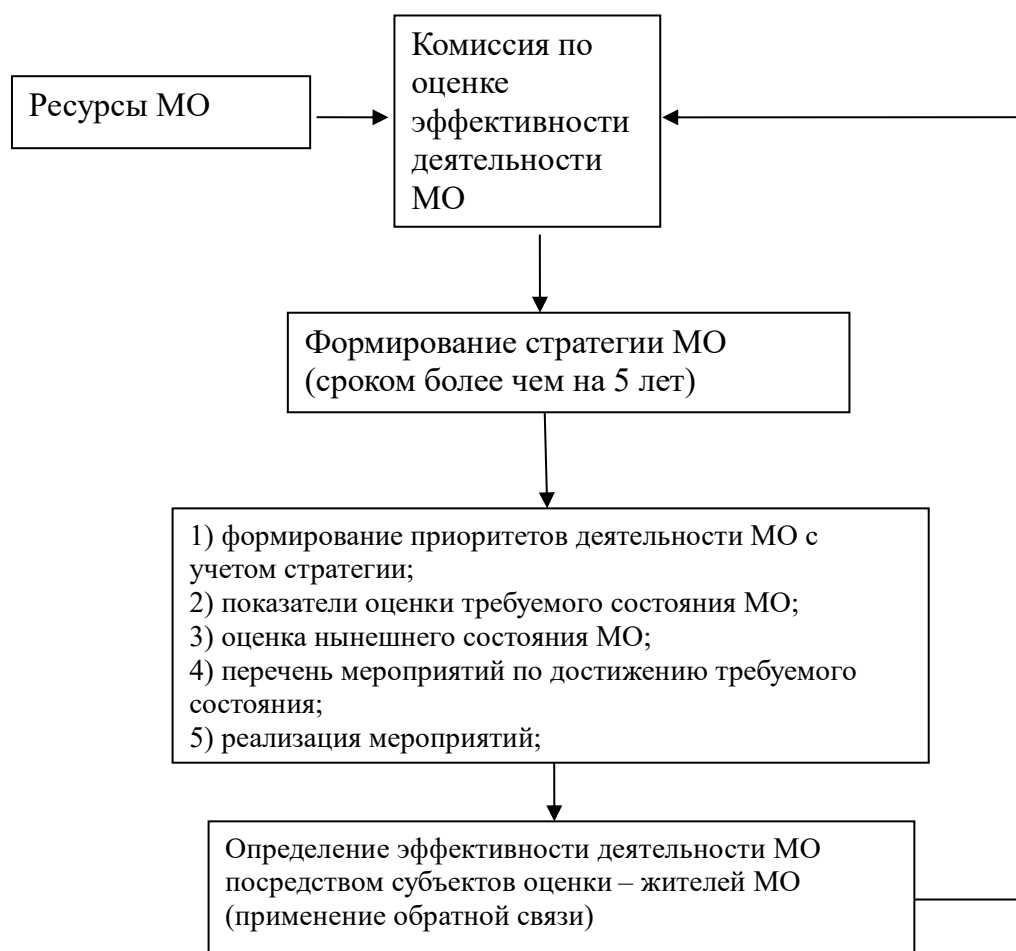 Ресурсы МО
Комиссия по
оценке
эффективности
деятельности
МО
Формирование стратегии МО
(сроком более чем на 5 лет)
1) формирование приоритетов деятельности МО с
учетом стратегии;
2) показатели оценки требуемого состояния МО;
3) оценка нынешнего состояния МО;
4) перечень мероприятий по достижению требуемого
состояния;
5) реализация мероприятий;
Определение эффективности деятельности МО
посредством субъектов оценки – жителей МО
(применение обратной связи)